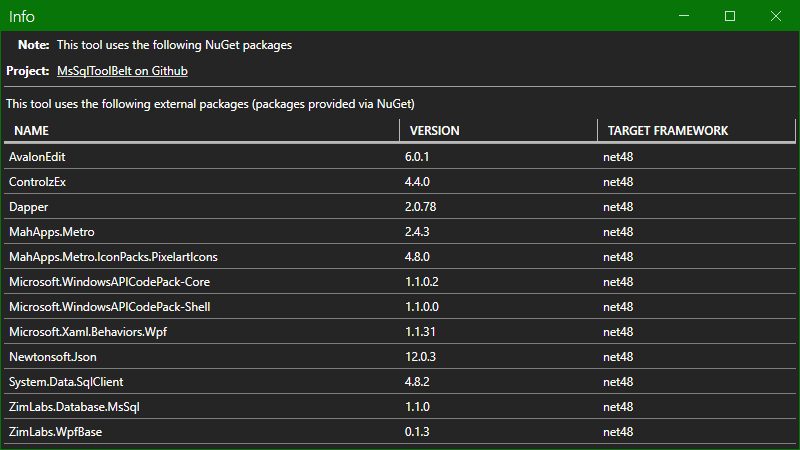 Info
Note: This tool uses the following NuGet packages
Project: MsSqlToolBelt on Github
This tool uses the following external packages (packages provided via NuGet)
NAME VERSION TARGET FRAMEWORK
AvalonEdit 6.0.1 net48
ControlzEx 4.4.0 net48
Dapper 2.0.78 net48
MahApps.Metro 2.4.3 net48
MahApps.Metro.IconPacks.PixelartIcons 4.8.0 net48
Microsoft.WindowsAPICodePack-Core 1.1.0.2 net48
Microsoft.WindowsAPICodePack-Shell 1.1.0.0 net48
Microsoft.Xaml.Behaviors.Wpf 1.1.31 net48
Newtonsoft.Json 12.0.3 net48
System.Data.SqlClient 4.8.2 net48
ZimLabs.Database.MsSql 1.1.0 net48
ZimLabs.WpfBase 0.1.3 net48